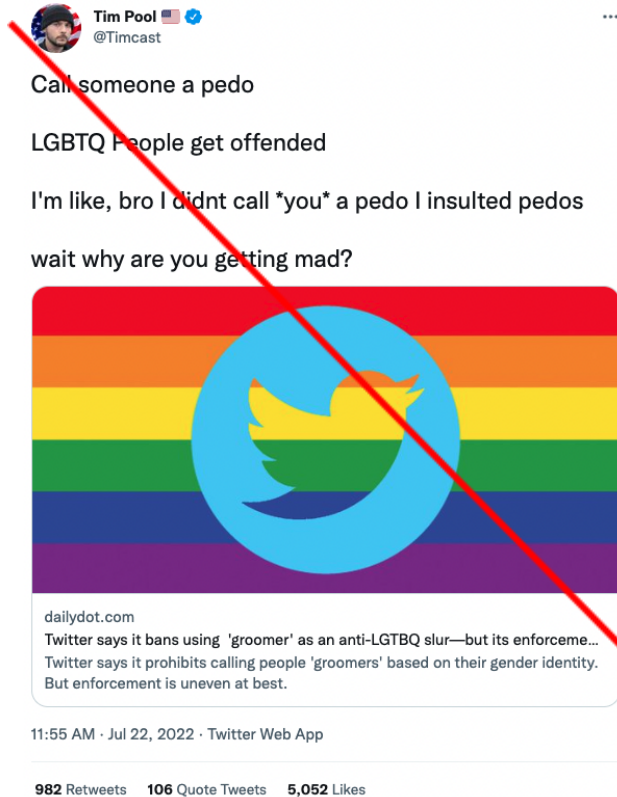 Tim Pool
@Timcast
Call someone a pedo
LGBTQ People get offended
I'm like, bro I didnt call *you* a pedo I insulted pedos
wait why are you getting mad?
dailydot.com
Twitter says it bans using 'groomer' as an anti-LGTBQ slur—but its enforceme...
Twitter says it prohibits calling people 'groomers' based on their gender identity.
But enforcement is uneven at best.
11:55 AM · Jul 22, 2022 · Twitter Web App
982 Retweets 106 Quote Tweets 5,052 Likes